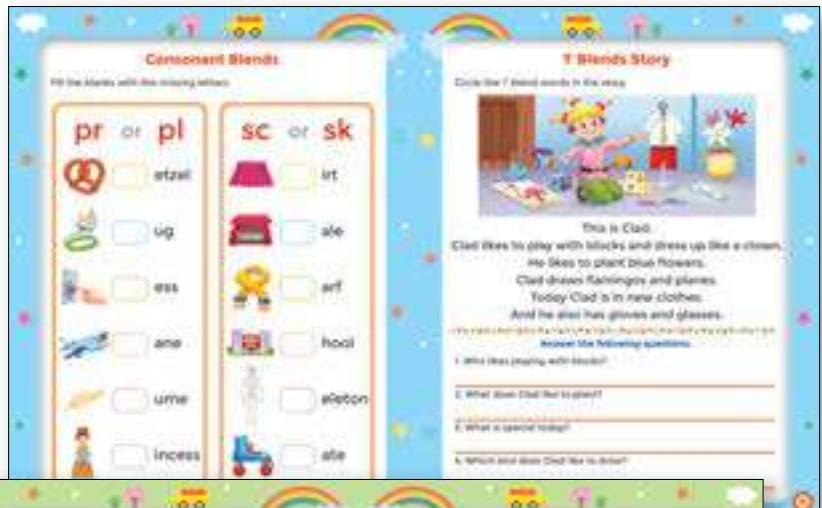 Consonant Blends
Fill the blanks with the missing letters.
pr or pl
etzel
ug
ess
ane
ume
incess
sc or sk
irt
ale
arf
hool
eleton
ate
Blends Story
Circle the blend words in the story.
This is Clad.
Clad likes to play with blocks and dress up like a clown.
He likes to plant blue flowers.
Clad draws flamingos and planes.
Today Clad is in new clothes.
And he also has gloves and glasses.
Answer the following questions
1. Who likes playing with blocks?
2. What does Clad like to plant?
3. What is special today?
4. Which bird does Clad like to draw?